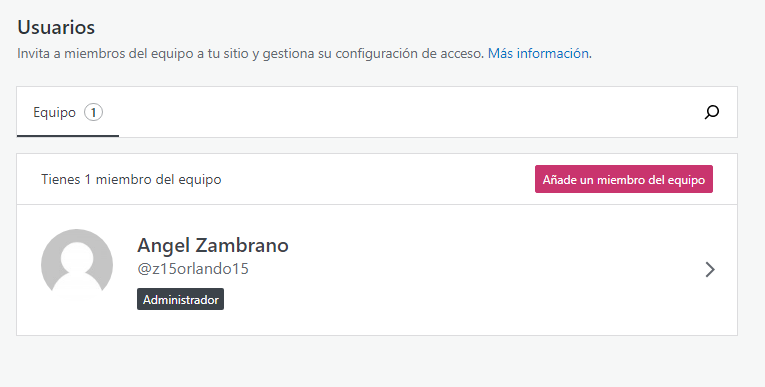 Usuarios
Invita a miembros del equipo a tu sitio y gestiona su configuración de acceso. Más información.
Equipo 1
Tienes 1 miembro del equipo
Añade un miembro del equipo
Angel Zambrano
@z15orlando15
Administrador